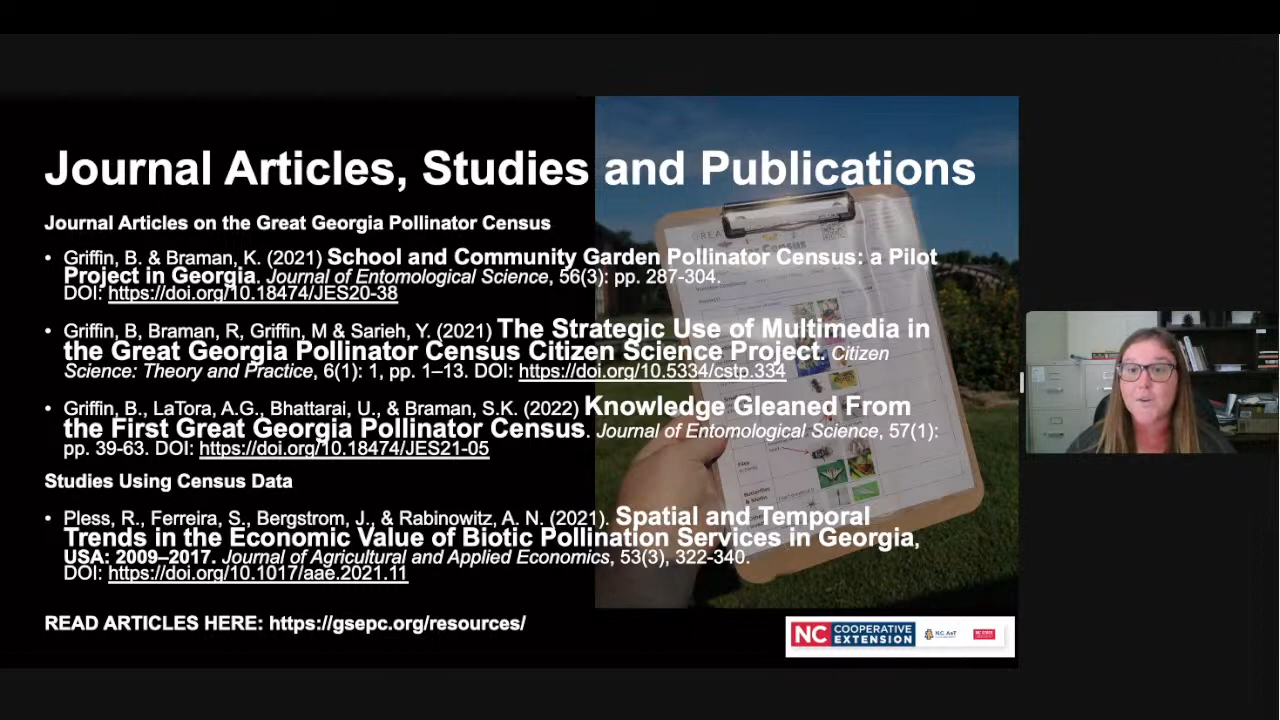 Journal Articles, Studies and Publications
Journal Articles on the Great Georgia Pollinator Census
• Griffin, B. & Braman, K. (2021) School and Community Garden Pollinator Census: a Pilot
Project in Georgia. Journal of Entomological Science, 56(3): pp. 287-304.
DOI: https://doi.org/10.18474/JES20-38
• Griffin, B, Braman, R, Griffin, M & Sarieh, Y. (2021) The Strategic Use of Multimedia in
the Great Georgia Pollinator Census Citizen Science Project. Citizen
Science: Theory and Practice, 6(1): 1, pp. 1–13. DOI: https://doi.org/10.5334/cstp.334
• Griffin, B., LaTora, A.G., Bhattarai, U., & Braman, S.K. (2022) Knowledge Gleaned From
the First Great Georgia Pollinator Census. Journal of Entomological Science, 57(1):
pp. 39-63. DOI: https://doi.org/10.18474/JES21-05
Studies Using Census Data
• Pless, R., Ferreira, S., Bergstrom, J., & Rabinowitz, A. N. (2021). Spatial and Temporal
Trends in the Economic Value of Biotic Pollination Services in Georgia,
USA: 2009–2017. Journal of Agricultural and Applied Economics, 53(3), 322-340.
DOI: https://doi.org/10.1017/aae.2021.11
READ ARTICLES HERE: https://gsepc.org/resources/
NC COOPERATIVE
EXTENSION
N.C. A&T
NC STATE
Census
Flies
Butterflies
& Moths